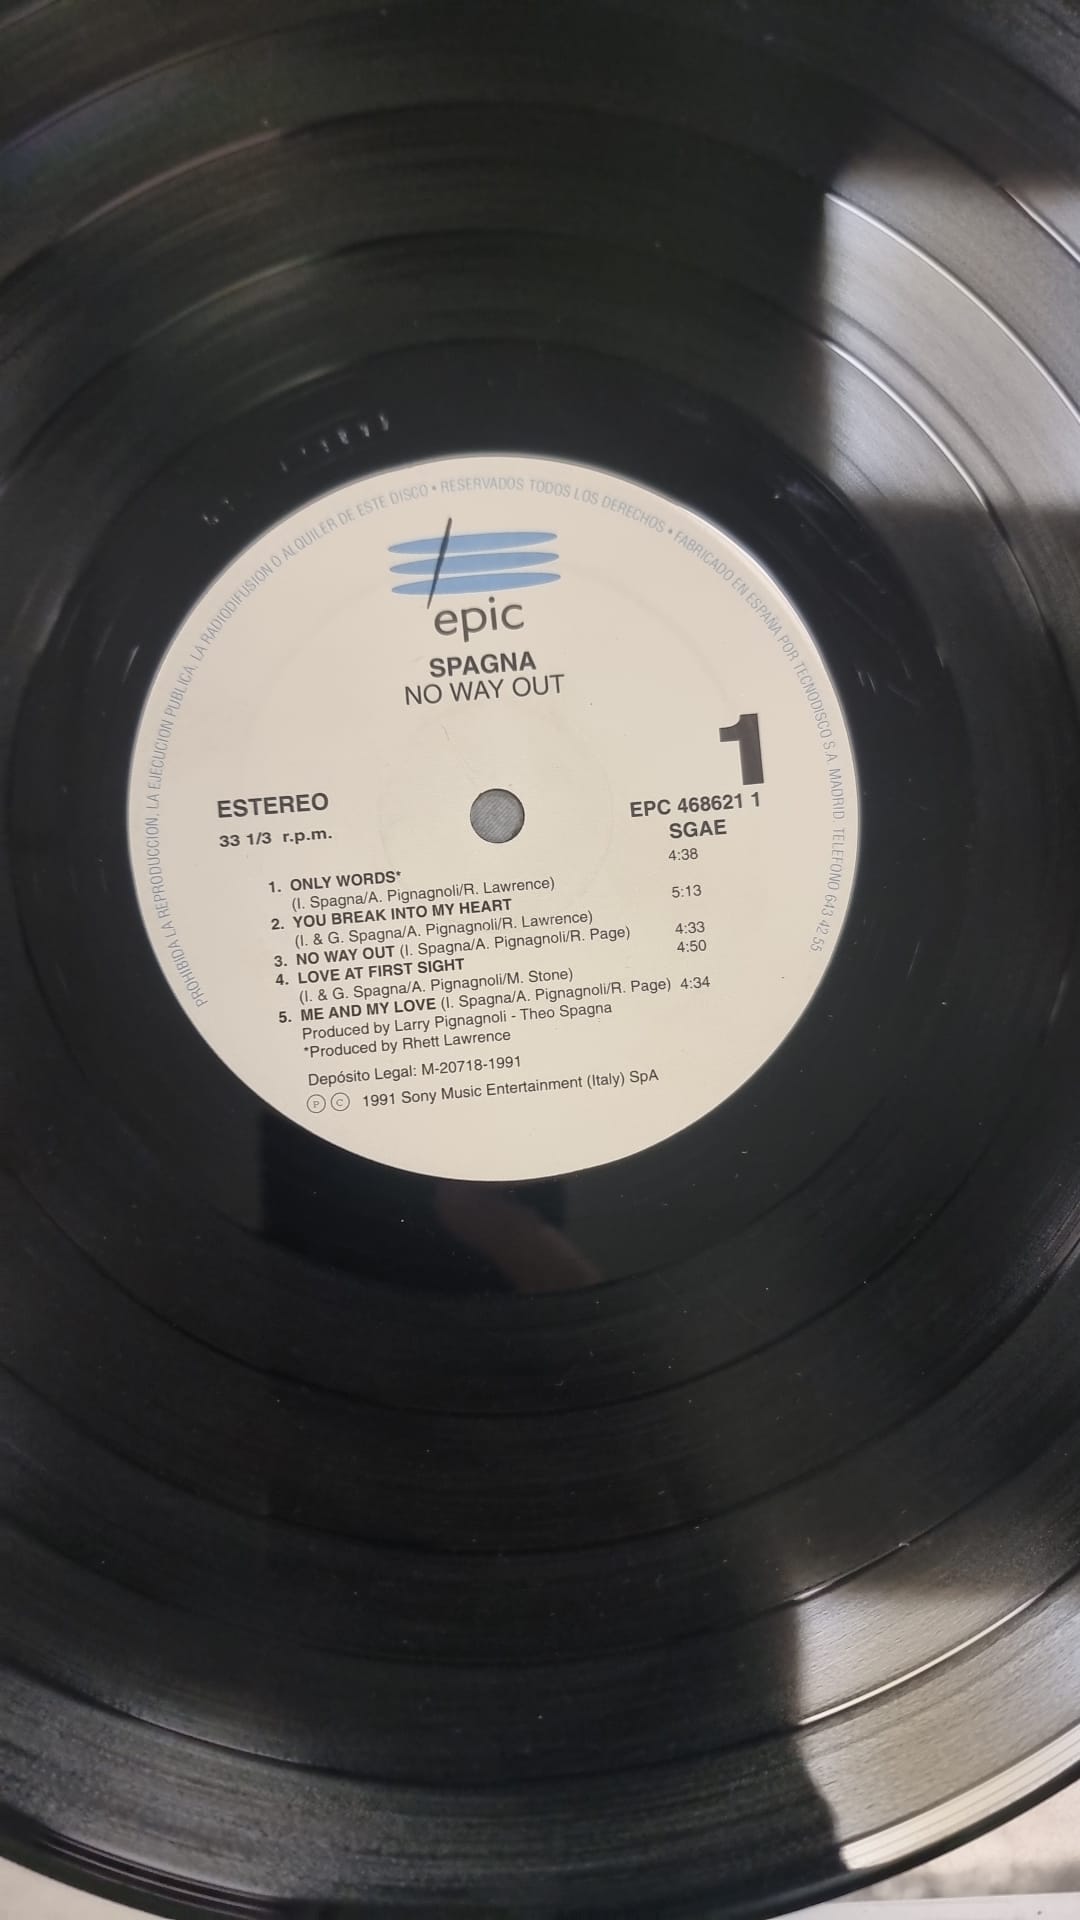 PROHIBIDA LA REPRODUCCION, LA EJECUCION PUBLICA, LA RADIODIFUSION O ALQUILER DE ESTE DISCO • RESERVADOS TODOS LOS DERECHOS • FABRICADO EN ESPAÑA POR TECNODISCO S.A. MADRID. TELEFONO 643 42 55
epic
SPAGNA
NO WAY OUT
1
ESTEREO
33 1/3 r.p.m.
EPC 468621 1
SGAE
1. ONLY WORDS* 4:38
(I. Spagna/A. Pignagnoli/R. Lawrence)
2. YOU BREAK INTO MY HEART 5:13
(I. & G. Spagna/A. Pignagnoli/R. Lawrence)
3. NO WAY OUT (I. Spagna/A. Pignagnoli/R. Page) 4:33
4. LOVE AT FIRST SIGHT 4:50
(I. & G. Spagna/A. Pignagnoli/M. Stone)
5. ME AND MY LOVE (I. Spagna/A. Pignagnoli/R. Page) 4:34
Produced by Larry Pignagnoli - Theo Spagna
*Produced by Rhett Lawrence
Depósito Legal: M-20718-1991
Ⓟ Ⓒ 1991 Sony Music Entertainment (Italy) SpA